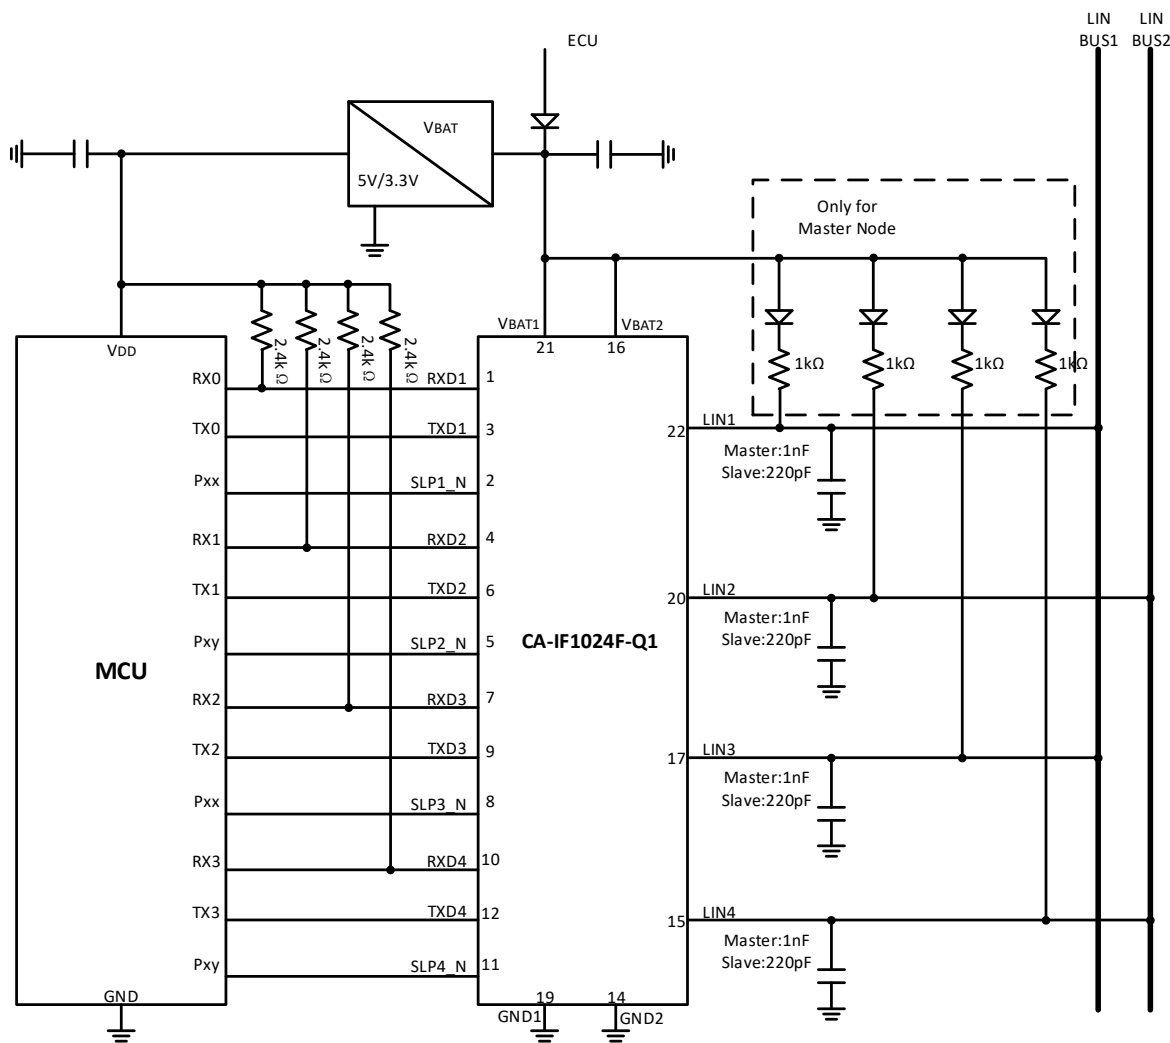 LIN
BUS1
LIN
BUS2
ECU
VBAT
5V/3.3V
Only for
Master Node
VBAT1
21
VBAT2
16
VDD
2.4kΩ
2.4kΩ
2.4kΩ
2.4kΩ
1kΩ
1kΩ
1kΩ
1kΩ
RX0
RXD1
1
TX0
TXD1
3
Pxx
SLP1_N
2
RX1
RXD2
4
TX1
TXD2
6
Pxy
SLP2_N
5
MCU
RX2
RXD3
7
TX2
TXD3
9
Pxx
SLP3_N
8
RX3
RXD4
10
TX3
TXD4
12
Pxy
SLP4_N
11
GND
CA-IF1024F-Q1
22
LIN1
Master:1nF
Slave:220pF
20
LIN2
Master:1nF
Slave:220pF
17
LIN3
Master:1nF
Slave:220pF
15
LIN4
Master:1nF
Slave:220pF
19
GND1
14
GND2